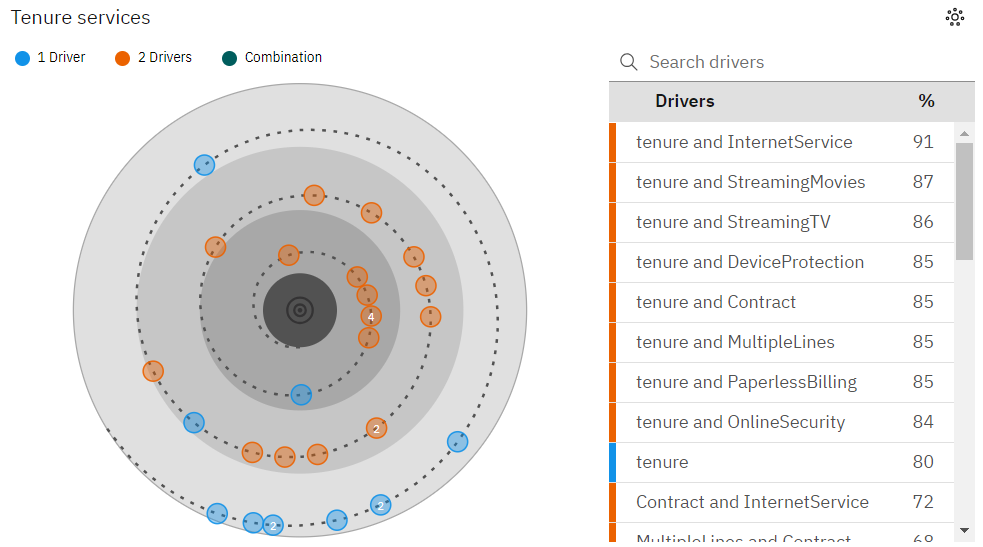 Tenure services
1 Driver
2 Drivers
Combination
4
2
2
2
Search drivers
Drivers %
tenure and InternetService 91
tenure and StreamingMovies 87
tenure and StreamingTV 86
tenure and DeviceProtection 85
tenure and Contract 85
tenure and MultipleLines 85
tenure and PaperlessBilling 85
tenure and OnlineSecurity 84
tenure 80
Contract and InternetService 72
MultipleLines and Contract 68